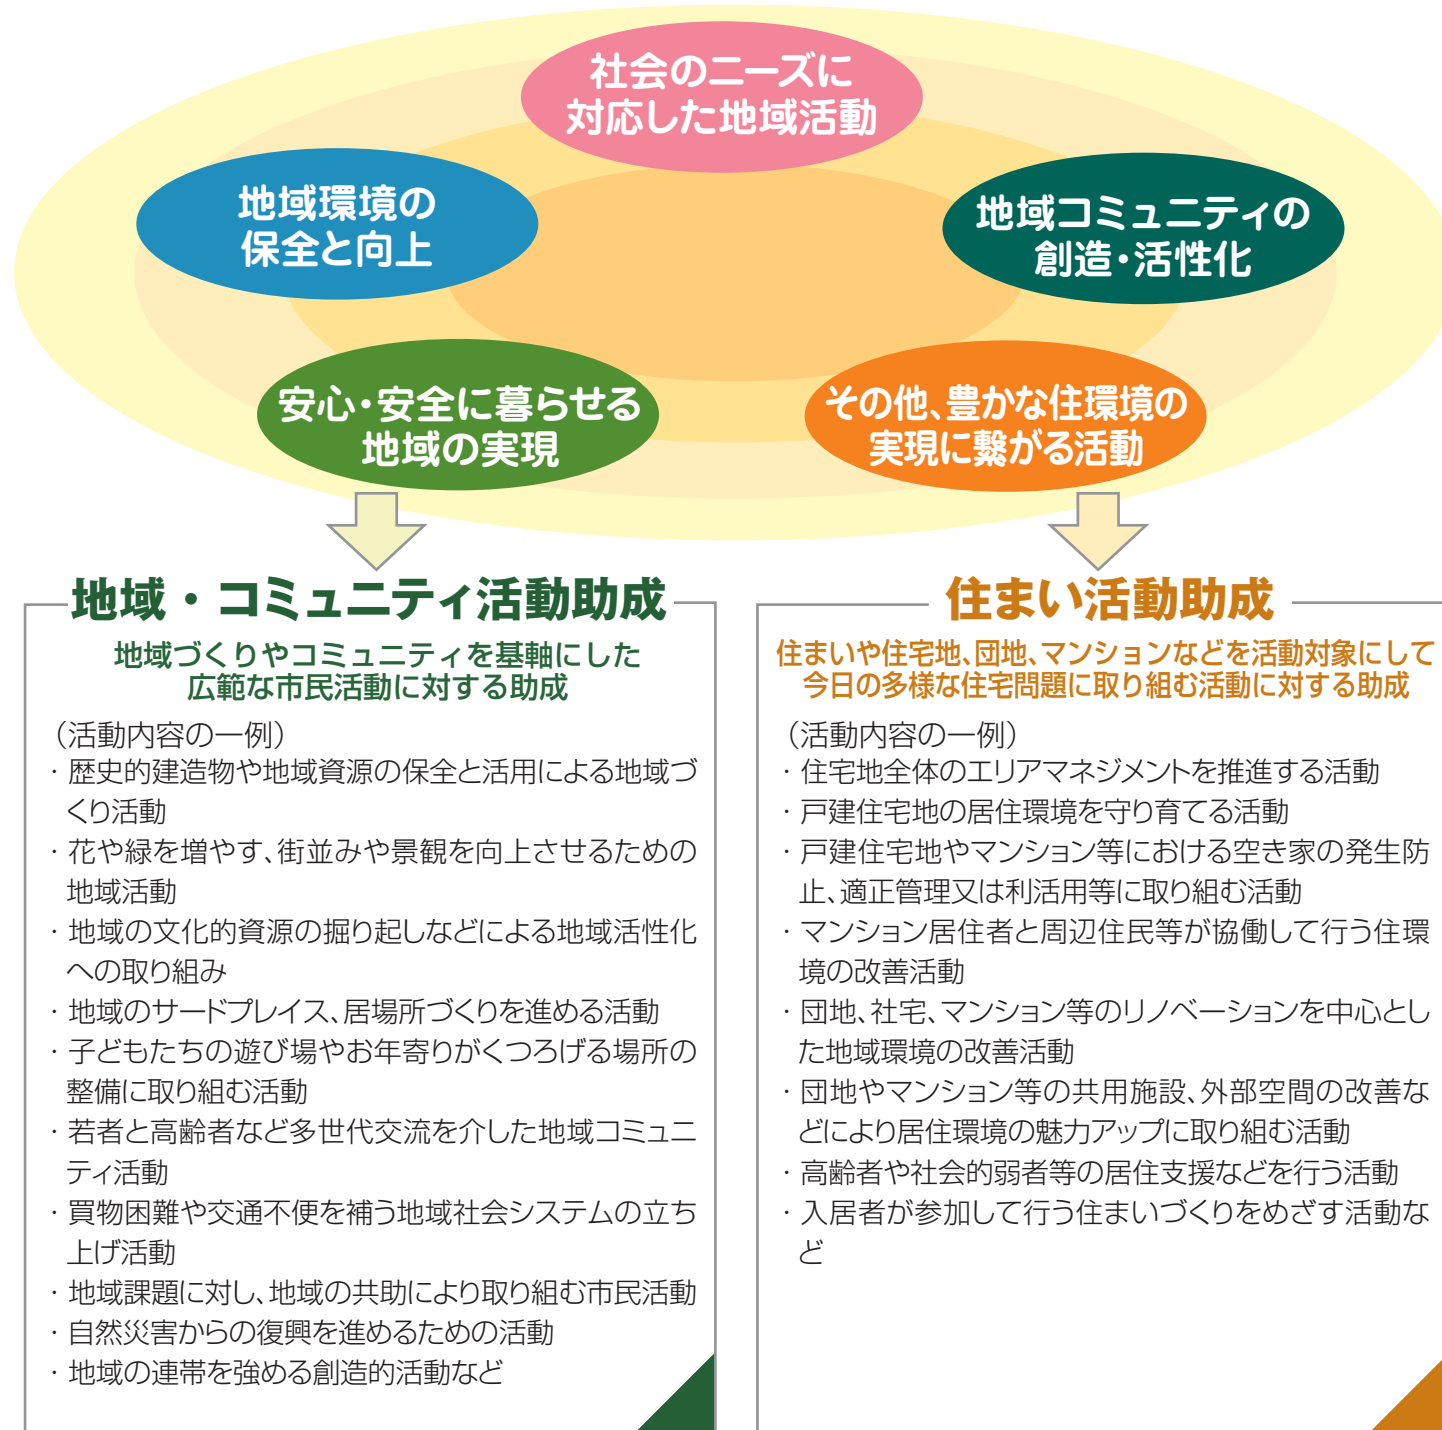 社会のニーズに
対応した地域活動
地域環境の
保全と向上
地域コミュニティの
創造・活性化
安心・安全に暮らせる
地域の実現
その他、豊かな住環境の
実現に繋がる活動
地域・コミュニティ活動助成
地域づくりやコミュニティを基軸にした
広範な市民活動に対する助成
（活動内容の一例）
・歴史的建造物や地域資源の保全と活用による地域づ
くり活動
・花や緑を増やす、街並みや景観を向上させるための
地域活動
・地域の文化的資源の掘り起しなどによる地域活性化
への取り組み
・地域のサードプレイス、居場所づくりを進める活動
・子どもたちの遊び場やお年寄りがくつろげる場所の
整備に取り組む活動
・若者と高齢者など多世代交流を介した地域コミュニ
ティ活動
・買物困難や交通不便を補う地域社会システムの立ち
上げ活動
・地域課題に対し、地域の共助により取り組む市民活動
・自然災害からの復興を進めるための活動
・地域の連帯を強める創造的活動など
住まい活動助成
住まいや住宅地、団地、マンションなどを活動対象にして
今日の多様な住宅問題に取り組む活動に対する助成
（活動内容の一例）
・住宅地全体のエリアマネジメントを推進する活動
・戸建住宅地の居住環境を守り育てる活動
・戸建住宅地やマンション等における空き家の発生防
止、適正管理又は利活用等に取り組む活動
・マンション居住者と周辺住民等が協働して行う住環
境の改善活動
・団地、社宅、マンション等のリノベーションを中心とし
た地域環境の改善活動
・団地やマンション等の共用施設、外部空間の改善な
どにより居住環境の魅力アップに取り組む活動
・高齢者や社会的弱者等の居住支援などを行う活動
・入居者が参加して行う住まいづくりをめざす活動な
ど